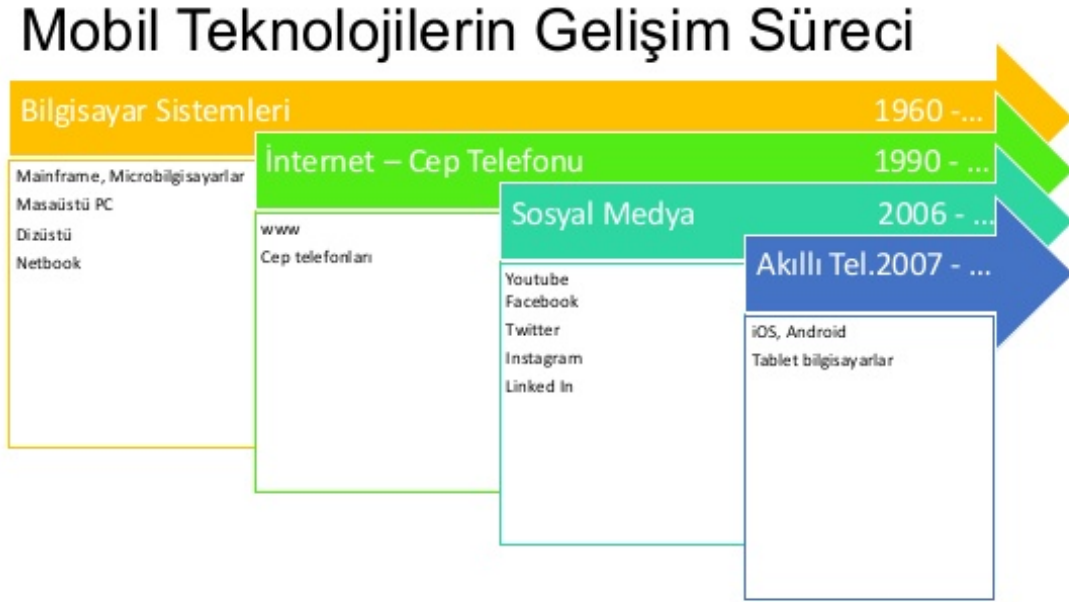 Mobil Teknolojilerin Gelişim Süreci
Bilgisayar Sistemleri 1960 -...
Mainframe, Microbilgisayarlar
Masaüstü PC
Dizüstü
Netbook
İnternet – Cep Telefonu 1990 - ...
www
Cep telefonları
Sosyal Medya 2006 - ...
Youtube
Facebook
Twitter
Instagram
Linked In
Akıllı Tel.2007 - ...
iOS, Android
Tablet bilgisayarlar